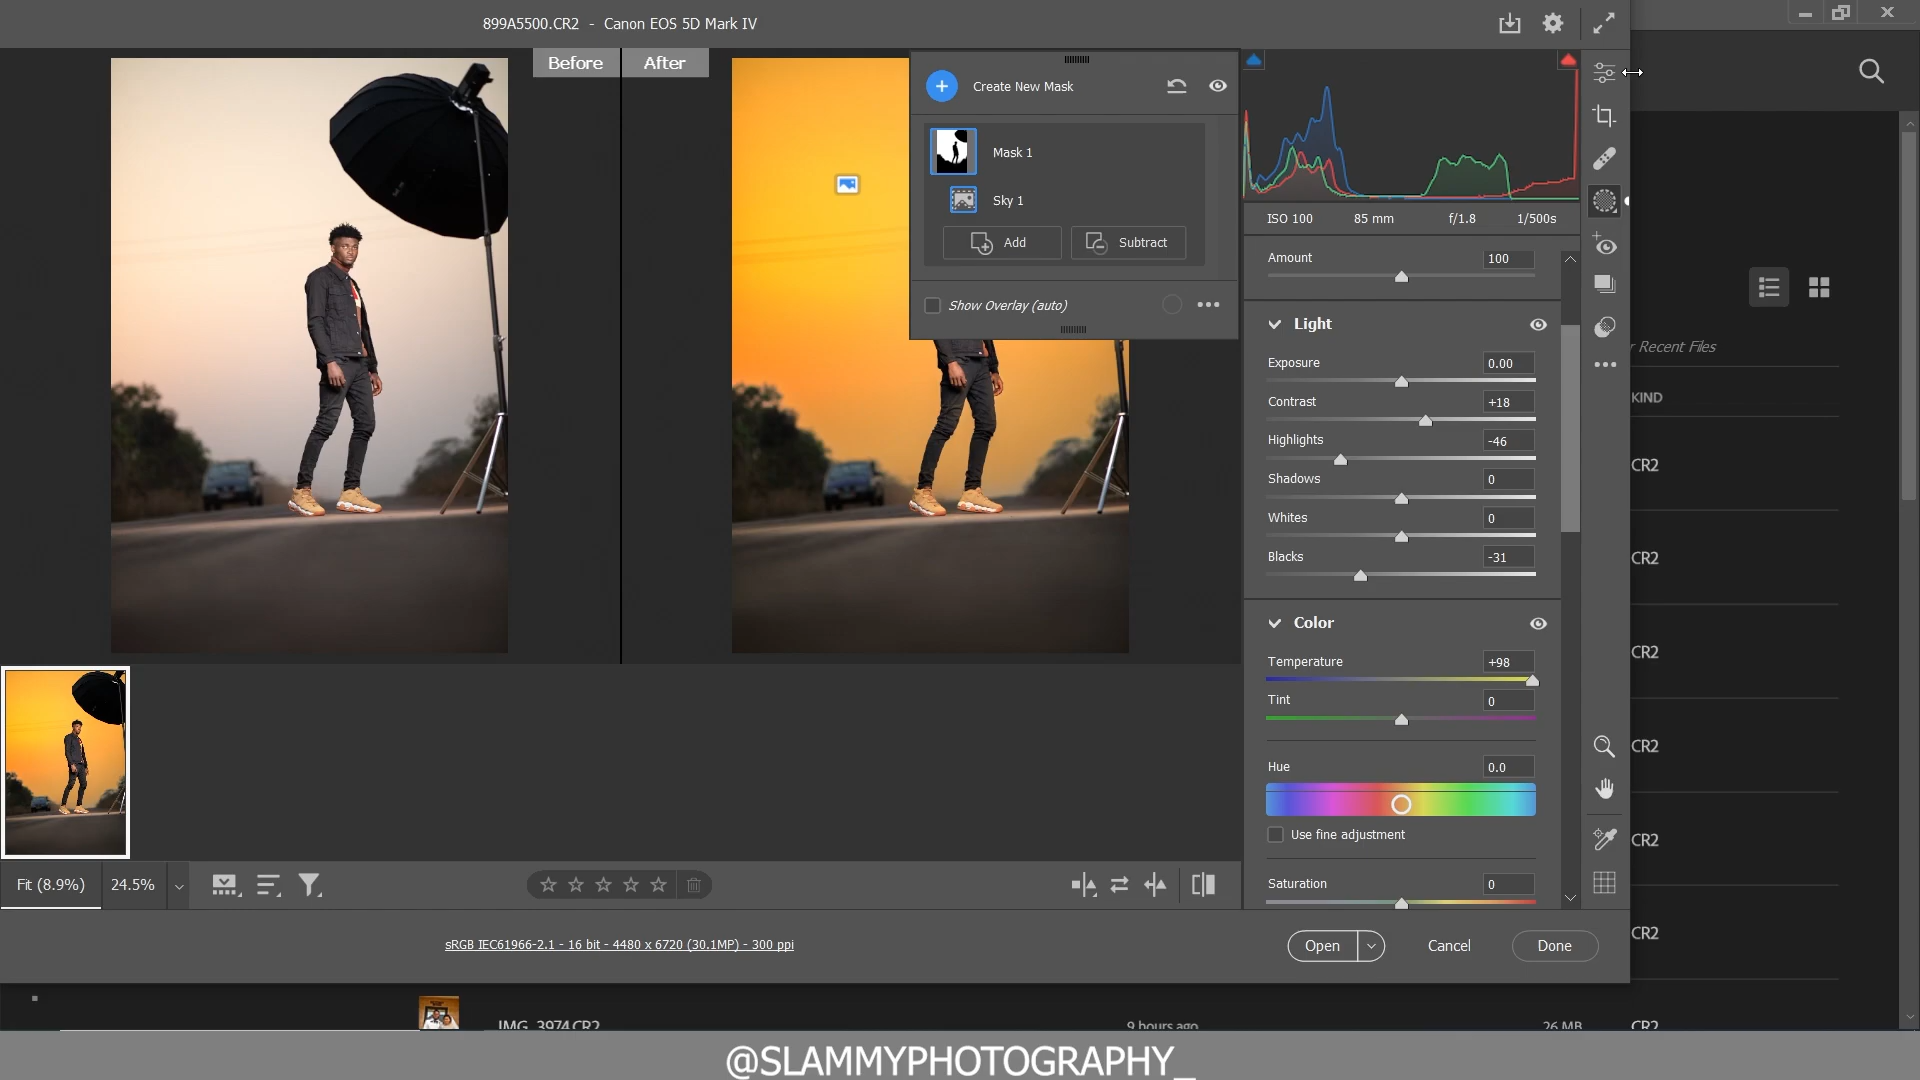 899A5500.CR2 - Canon EOS 5D Mark IV
Before
After
Create New Mask
Mask 1
Sky 1
Add
Subtract
Show Overlay (auto)
ISO 100 85 mm f/1.8 1/500s
Amount 100
Light
Exposure 0.00
Contrast +18
Highlights -46
Shadows 0
Whites 0
Blacks -31
Color
Temperature +98
Tint 0
Hue 0.0
Use fine adjustment
Saturation 0
r Recent Files
KIND
CR2
CR2
CR2
CR2
CR2
CR2
Fit (8.9%) 24.5%
sRGB IEC61966-2.1 - 16 bit - 4480 x 6720 (30.1MP) - 300 ppi
Open
Cancel
Done
IMG_3974.CR2 9 hours ago 26 MB CR2
@SLAMMYPHOTOGRAPHY_